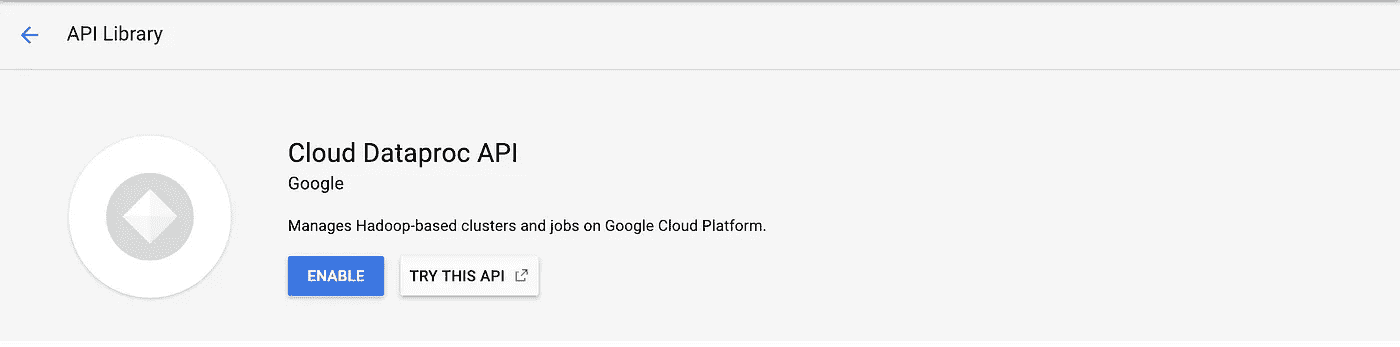 API Library
Cloud Dataproc API
Google
Manages Hadoop-based clusters and jobs on Google Cloud Platform.
ENABLE
TRY THIS API